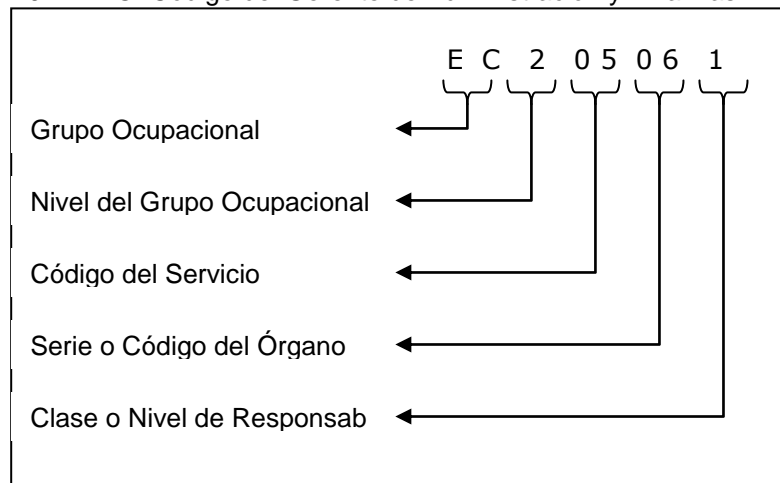 E C 2 0 5 0 6 1
Grupo Ocupacional
Nivel del Grupo Ocupacional
Código del Servicio
Serie o Código del Órgano
Clase o Nivel de Responsab